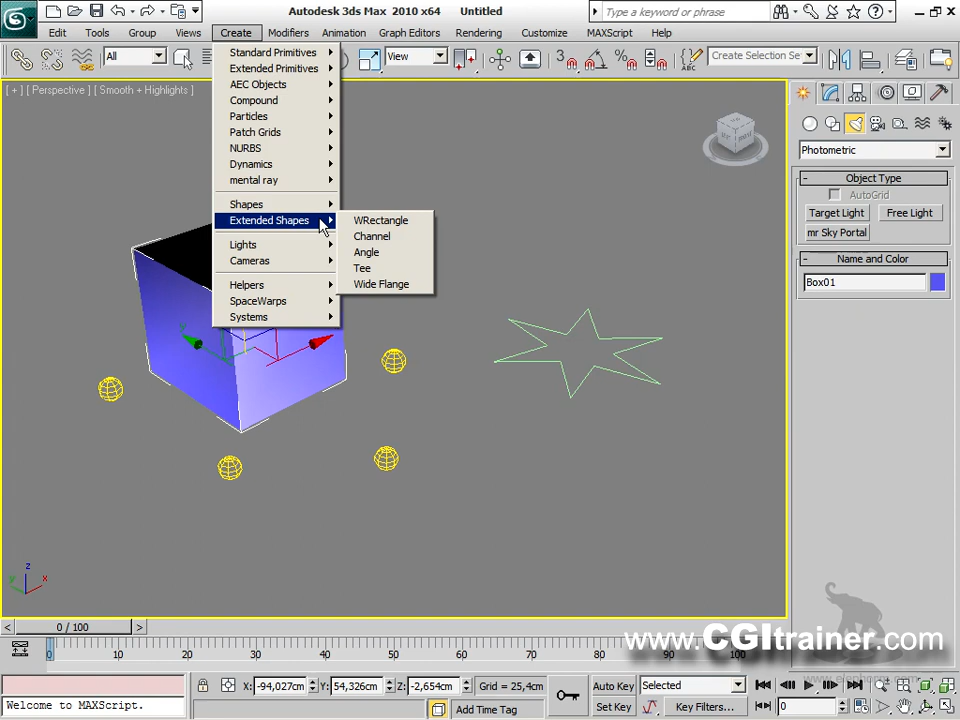 Autodesk 3ds Max 2010 x64 Untitled
Type a keyword or phrase
Edit Tools Group Views Create Modifiers Animation Graph Editors Rendering Customize MAXScript Help
All
View
Create Selection Se
[ + ] [ Perspective ] [ Smooth + Highlights ]
Standard Primitives
Extended Primitives
AEC Objects
Compound
Particles
Patch Grids
NURBS
Dynamics
mental ray
Shapes
Extended Shapes
Lights
Cameras
Helpers
SpaceWarps
Systems
WRectangle
Channel
Angle
Tee
Wide Flange
Photometric
Object Type
AutoGrid
Target Light Free Light
mr Sky Portal
Name and Color
Box01
z
x
y
y
0 / 100
0 10 20 30 40 50 60 70 80 90 100
www.CGItrainer.com
X: -94,027cm Y: 54,326cm Z: -2,654cm Grid = 25,4cm
Auto Key Selected
Welcome to MAXScript.
Add Time Tag
Set Key Key Filters... 0